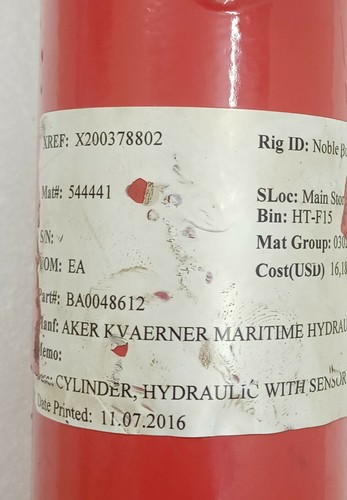 XREF: X200378802
Rig ID: Noble
Mat#: 544441
SLoc: Main
Bin: HT-F15
S/N:
Mat Group:
UOM: EA
Cost(USD)
Part#: BA0048612
Manf: AKER KVAERNER MARITIME
Memo:
CYLINDER, HYDRAULIC WITH SENSOR
Date Printed: 11.07.2016